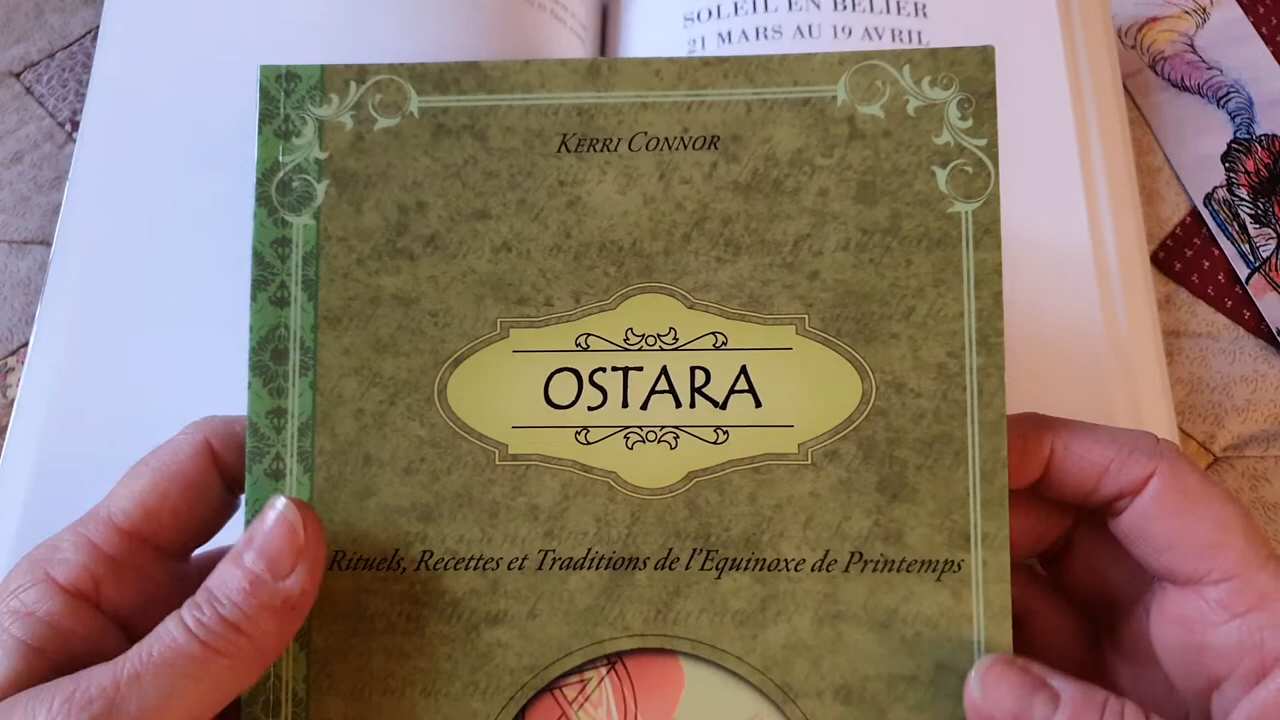 SOLEIL EN BÉLIER
21 MARS AU 19 AVRIL
KERRI CONNOR
OSTARA
Rituels, Recettes et Traditions de l'Equinoxe de Printemps